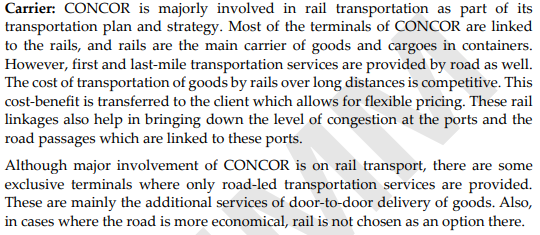 Carrier: CONCOR is majorly involved in rail transportation as part of its
transportation plan and strategy. Most of the terminals of CONCOR are linked
to the rails, and rails are the main carrier of goods and cargoes in containers.
However, first and last-mile transportation services are provided by road as well.
The cost of transportation of goods by rails over long distances is competitive. This
cost-benefit is transferred to the client which allows for flexible pricing. These rail
linkages also help in bringing down the level of congestion at the ports and the
road passages which are linked to these ports.
Although major involvement of CONCOR is on rail transport, there are some
exclusive terminals where only road-led transportation services are provided.
These are mainly the additional services of door-to-door delivery of goods. Also,
in cases where the road is more economical, rail is not chosen as an option there.